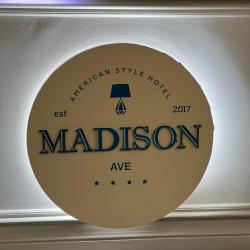 AMERICAN STYLE HOTEL
est 2017
MADISON
AVE